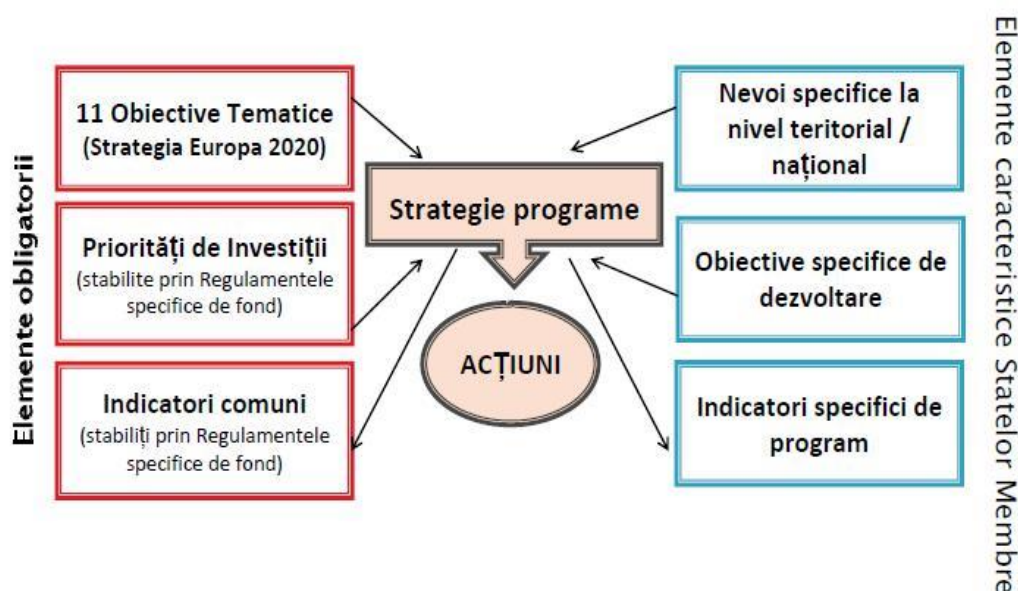 Elemente obligatorii
11 Obiective Tematice
(Strategia Europa 2020)
Priorități de Investiții
(stabilite prin Regulamentele
specifice de fond)
Indicatori comuni
(stabiliți prin Regulamentele
specifice de fond)
Strategie programe
ACȚIUNI
Nevoi specifice la
nivel teritorial /
național
Obiective specifice de
dezvoltare
Indicatori specifici de
program
Elemente caracteristice Statelor Membre